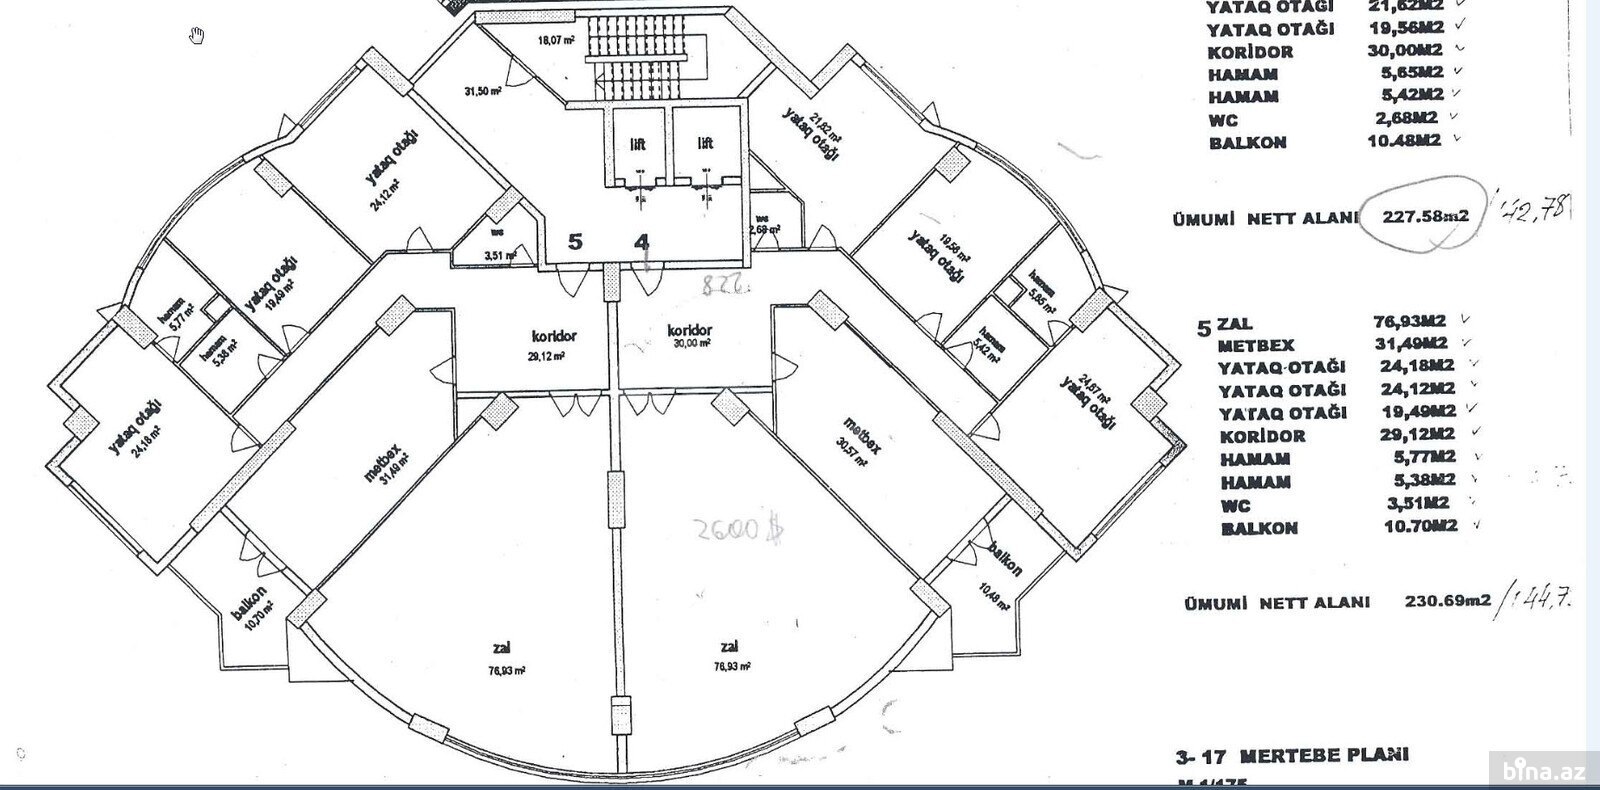 YATAQ OTAĞI 21,62M2
YATAQ OTAĞI 19,56M2
KORİDOR 30,00M2
HAMAM 5,65M2
HAMAM 5,42M2
WC 2,68M2
BALKON 10.48M2
ÜMUMİ NETT ALANI 227.58m2
5 ZAL 76,93M2
METBEX 31,49M2
YATAQ OTAĞI 24,18M2
YATAQ OTAĞI 24,12M2
YATAQ OTAĞI 19,49M2
KORİDOR 29,12M2
HAMAM 5,77M2
HAMAM 5,38M2
WC 3,51M2
BALKON 10.70M2
ÜMUMİ NETT ALANI 230.69m2
3-17 MERTEBE PLANI
M 1/175
18,07 m²
31,50 m²
lift
lift
yataq otağı
24,12 m²
21,62 m²
yataq otağı
wc
3,51 m²
wc
2,68 m²
5
4
yataq otağı
19,49 m²
19,56 m²
yataq otağı
hamam
5,77 m²
hamam
5,38 m²
hamam
5,65 m²
hamam
5,42 m²
koridor
29,12 m²
koridor
30,00 m²
yataq otağı
24,18 m²
24,87 m²
yataq otağı
metbex
31,49 m²
metbex
30,57 m²
2600 $
balkon
10,70 m²
balkon
10,48 m²
zal
76,93 m²
zal
76,93 m²
bina.az